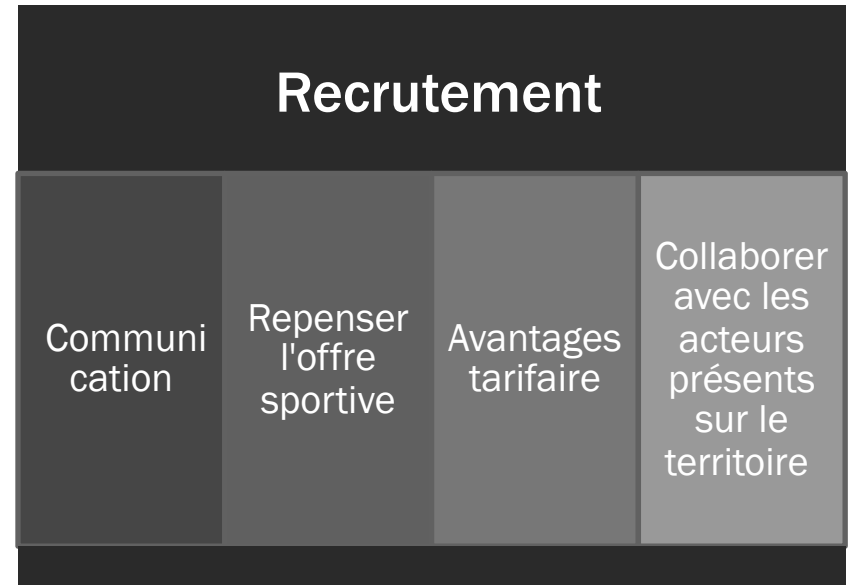 Recrutement
Communi
cation
Repenser
l'offre
sportive
Avantages
tarifaire
Collaborer
avec les
acteurs
présents
sur le
territoire